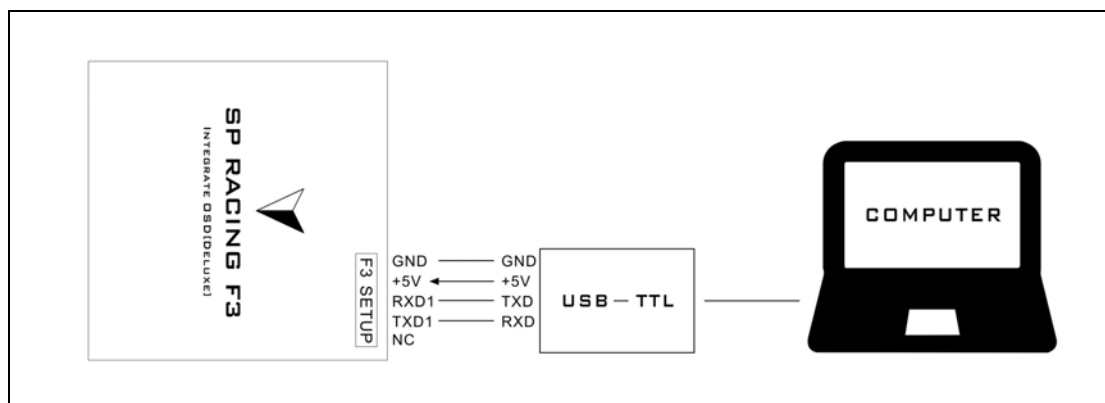 SP RACING F3
INTEGRATE OSD(DELUXE)
F3 SETUP
GND GND
+5V +5V
RXD1 TXD
TXD1 RXD
NC
USB—TTL
COMPUTER